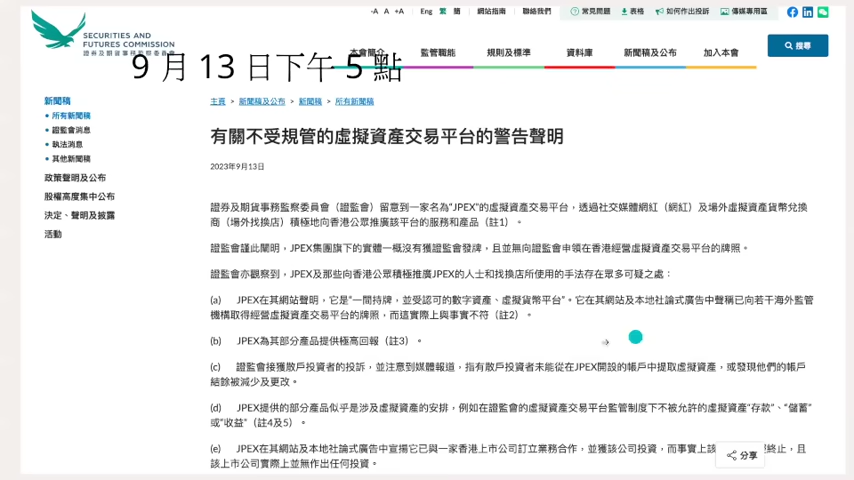 -A A +A Eng 繁 簡 網站指南 聯絡我們 常見問題 表格 如何作出投訴 傳媒專用區
SECURITIES AND
FUTURES COMMISSION
證券及期貨事務監察委員會
本會簡介 監管職能 規則及標準 資料庫 新聞稿及公布 加入本會 搜尋
9 月 13 日下午 5 點
新聞稿
所有新聞稿
證監會消息
執法消息
其他新聞稿
政策聲明及公布
股權高度集中公布
決定、聲明及披露
活動
主頁 > 新聞稿及公布 > 新聞稿 > 所有新聞稿
有關不受規管的虛擬資產交易平台的警告聲明
2023年9月13日
證券及期貨事務監察委員會（證監會）留意到一家名為“JPEX”的虛擬資產交易平台，透過社交媒體網紅（網紅）及場外虛擬資產貨幣兌換
商（場外找換店）積極地向香港公眾推廣該平台的服務和產品（註1）。
證監會謹此闡明，JPEX集團旗下的實體一概沒有獲證監會發牌，且並無向證監會申領在香港經營虛擬資產交易平台的牌照。
證監會亦觀察到，JPEX及那些向香港公眾積極推廣JPEX的人士和找換店所使用的手法存在眾多可疑之處：
(a) JPEX在其網站聲明，它是“一間持牌，並受認可的數字資產、虛擬貨幣平台”。它在其網站及本地社論式廣告中聲稱已向若干海外監管
機構取得經營虛擬資產交易平台的牌照，而這實際上與事實不符（註2）。
(b) JPEX為其部分產品提供極高回報（註3）。
(c) 證監會接獲散戶投資者的投訴，並注意到媒體報道，指有散戶投資者未能從在JPEX開設的帳戶中提取虛擬資產，或發現他們的帳戶
結餘被減少及更改。
(d) JPEX提供的部分產品似乎是涉及虛擬資產的安排，例如在證監會的虛擬資產交易平台監管制度下不被允許的虛擬資產“存款”、“儲蓄”
或“收益”（註4及5）。
(e) JPEX在其網站及本地社論式廣告中宣揚它已與一家香港上市公司訂立業務合作，並獲該公司投資，而事實上該 終止，且
該上市公司實際上並無作出任何投資。
分享